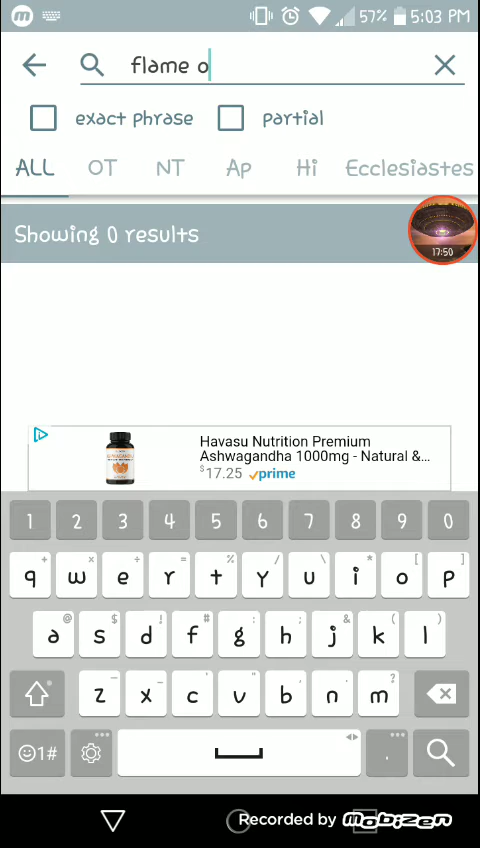 57% 5:03 PM
flame o
exact phrase partial
ALL OT NT Ap Hi Ecclesiastes
Showing 0 results
17:50
Havasu Nutrition Premium
Ashwagandha 1000mg - Natural &...
$17.25 prime
1 2 3 4 5 6 7 8 9 0
q w e r t y u i o p
a s d f g h j k l
z x c v b n m
1#
.
Recorded by Mobizen